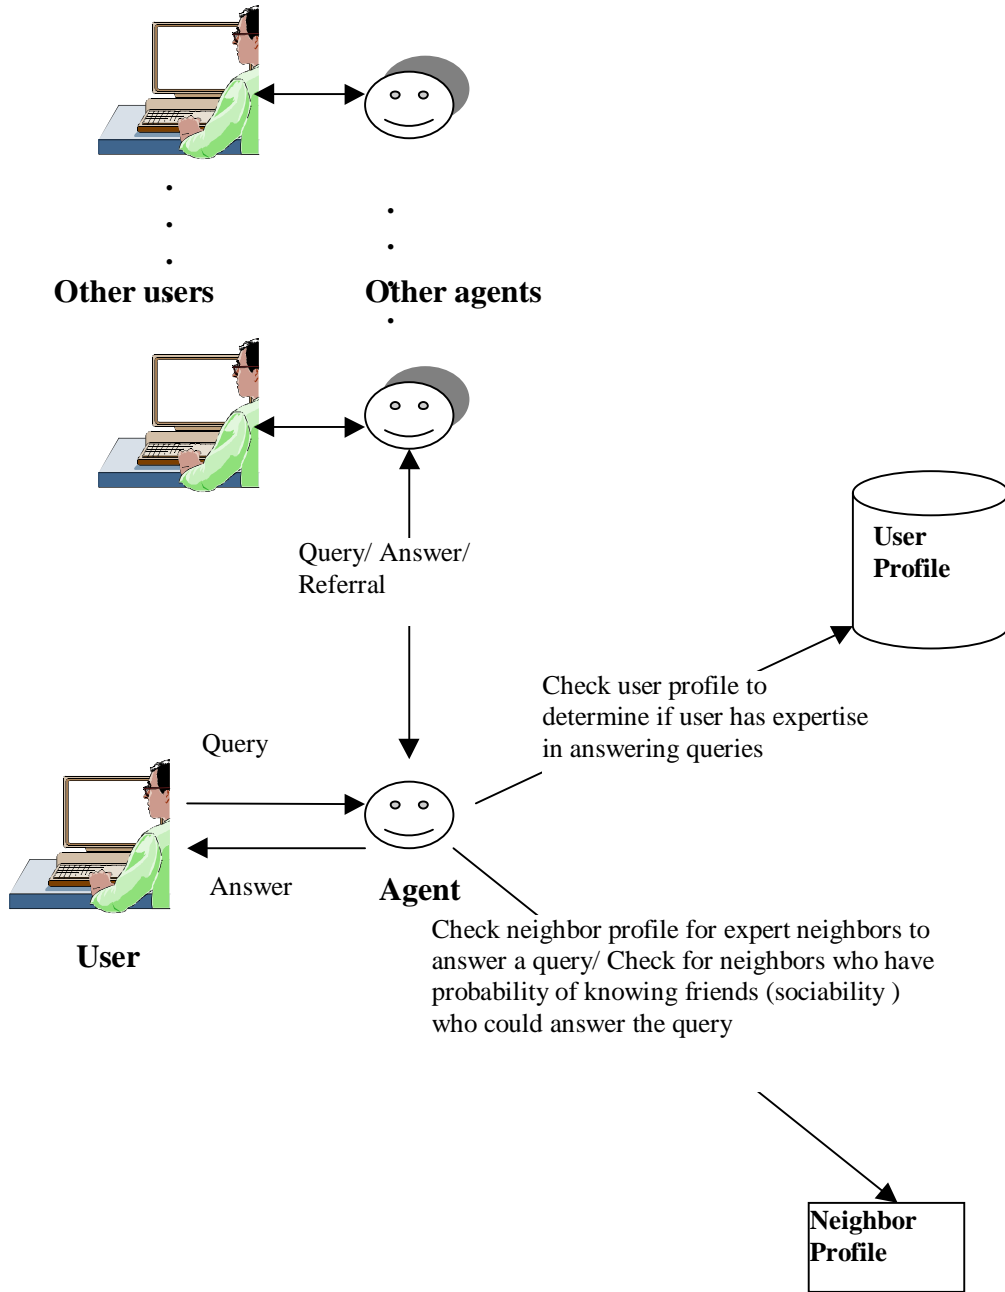 Other users
Other agents
Query/ Answer/
Referral
User
Profile
Check user profile to
determine if user has expertise
in answering queries
Query
Answer
Agent
User
Check neighbor profile for expert neighbors to
answer a query/ Check for neighbors who have
probability of knowing friends (sociability )
who could answer the query
Neighbor
Profile